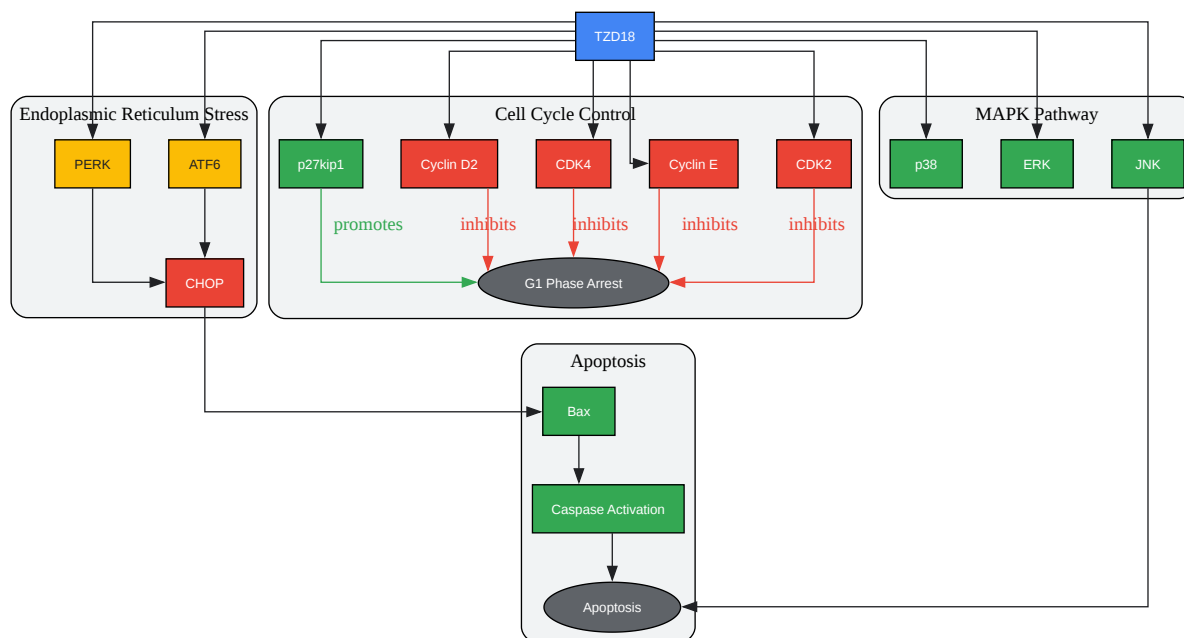 TZD18
Endoplasmic Reticulum Stress
Cell Cycle Control
MAPK Pathway
PERK
ATF6
p27kip1
Cyclin D2
CDK4
Cyclin E
CDK2
p38
ERK
JNK
promotes
inhibits
inhibits
inhibits
inhibits
CHOP
G1 Phase Arrest
Apoptosis
Bax
Caspase Activation
Apoptosis